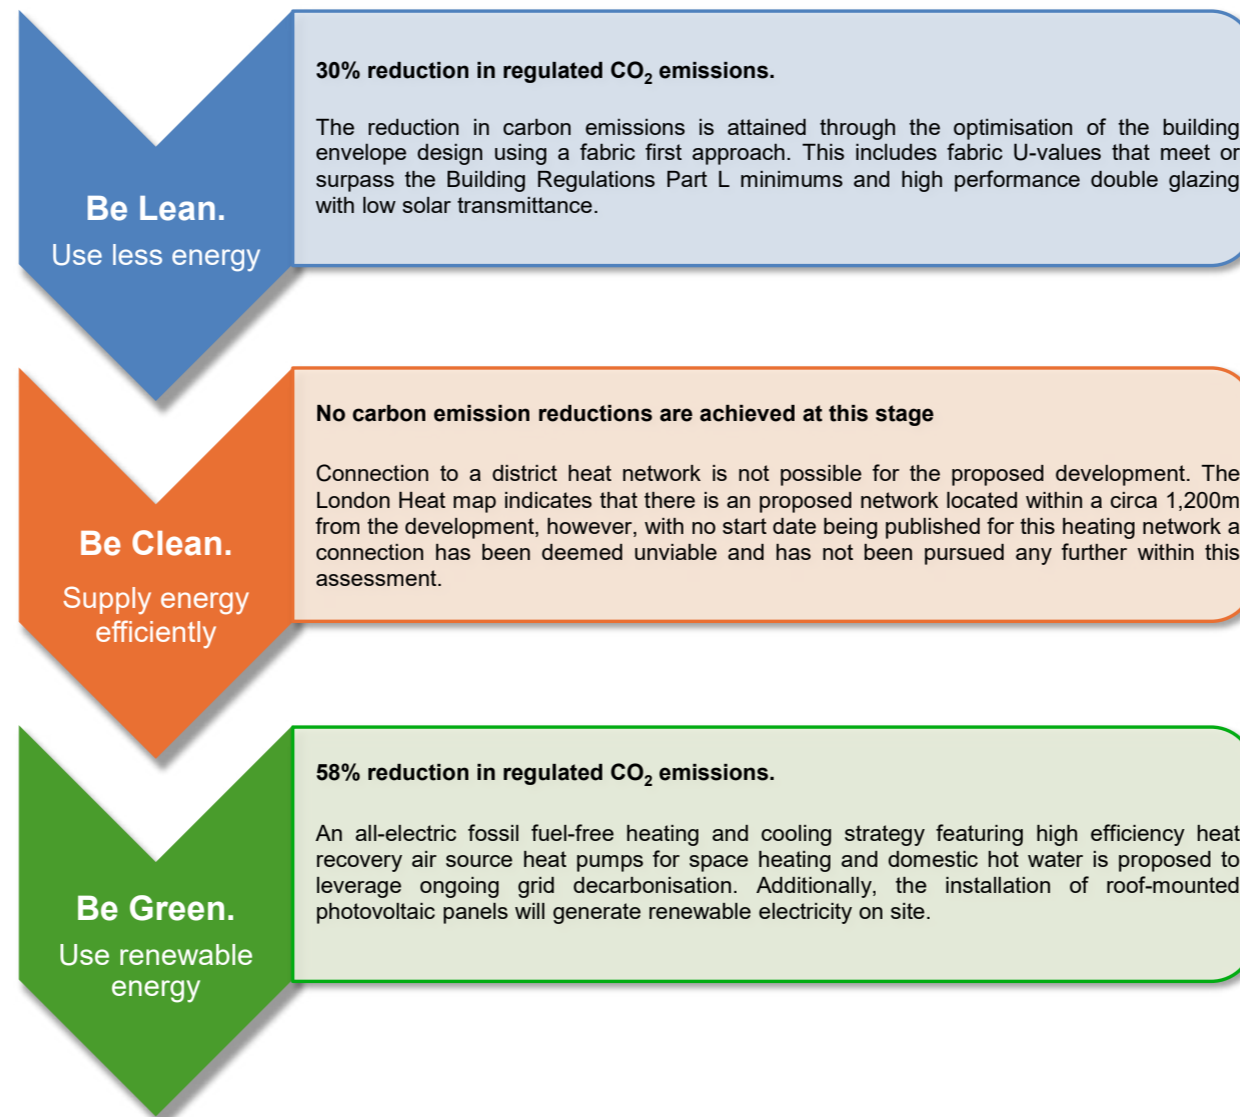 Be Lean.
Use less energy
30% reduction in regulated CO₂ emissions.
The reduction in carbon emissions is attained through the optimisation of the building
envelope design using a fabric first approach. This includes fabric U-values that meet or
surpass the Building Regulations Part L minimums and high performance double glazing
with low solar transmittance.
Be Clean.
Supply energy
efficiently
No carbon emission reductions are achieved at this stage
Connection to a district heat network is not possible for the proposed development. The
London Heat map indicates that there is an proposed network located within a circa 1,200m
from the development, however, with no start date being published for this heating network a
connection has been deemed unviable and has not been pursued any further within this
assessment.
Be Green.
Use renewable
energy
58% reduction in regulated CO₂ emissions.
An all-electric fossil fuel-free heating and cooling strategy featuring high efficiency heat
recovery air source heat pumps for space heating and domestic hot water is proposed to
leverage ongoing grid decarbonisation. Additionally, the installation of roof-mounted
photovoltaic panels will generate renewable electricity on site.